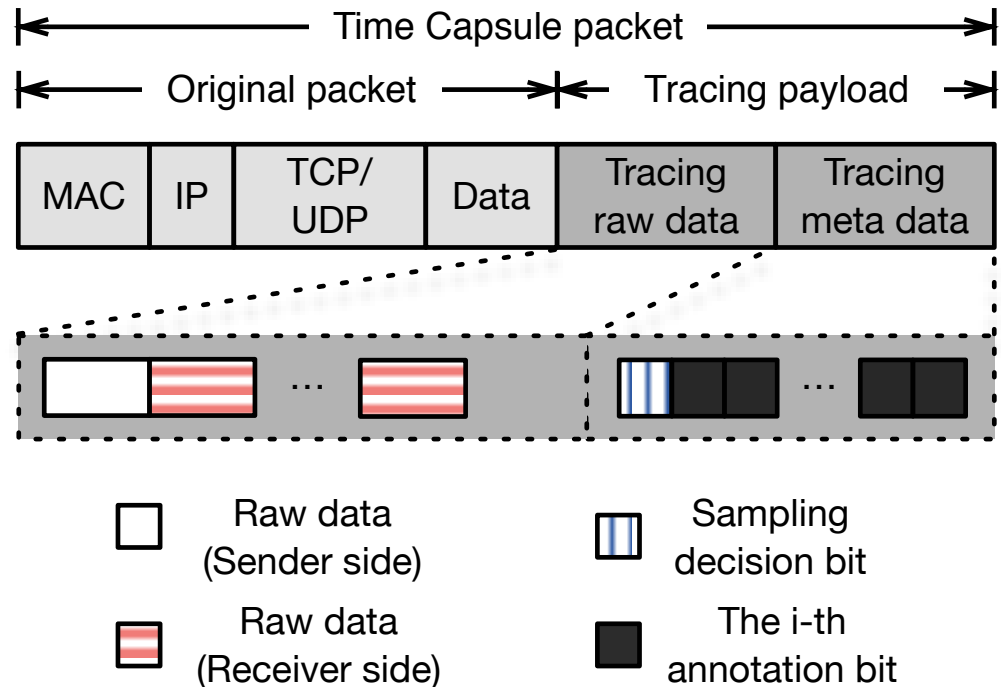 Time Capsule packet
Original packet
Tracing payload
MAC
IP
TCP/
UDP
Data
Tracing
raw data
Tracing
meta data
...
...
Raw data
(Sender side)
Sampling
decision bit
Raw data
(Receiver side)
The i-th
annotation bit